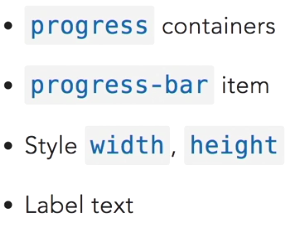 • progress containers
• progress-bar item
• Style width, height
• Label text